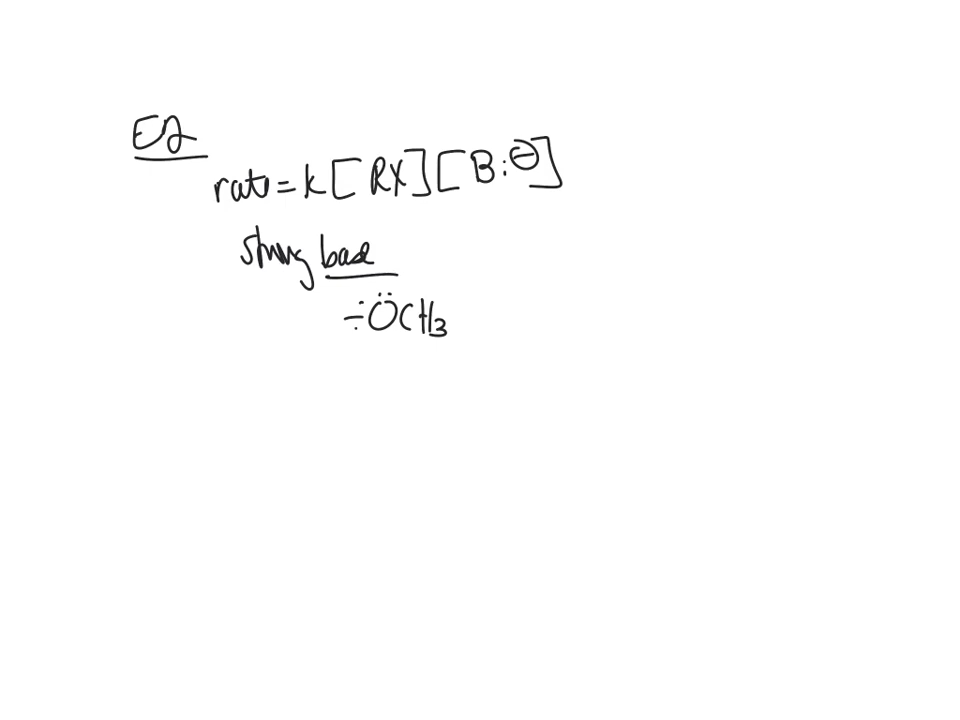 E2
rate = k [RX][B:⊖]
strong base
⁻:ÖCH₃